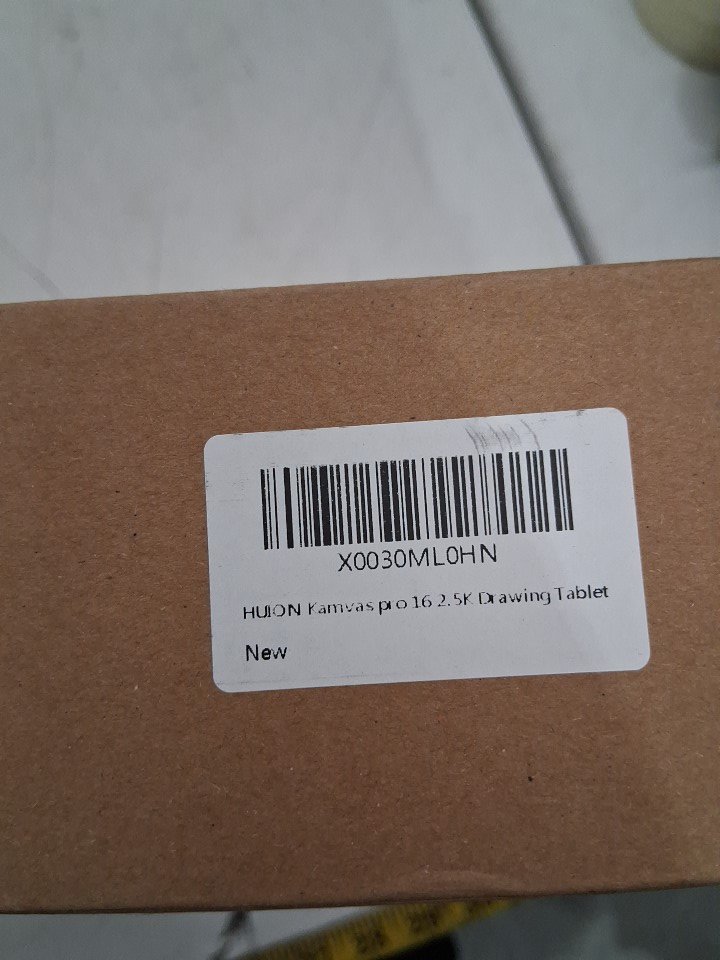 X0030ML0HN
HUION Kamvas pro 16 2.5K Drawing Tablet
New